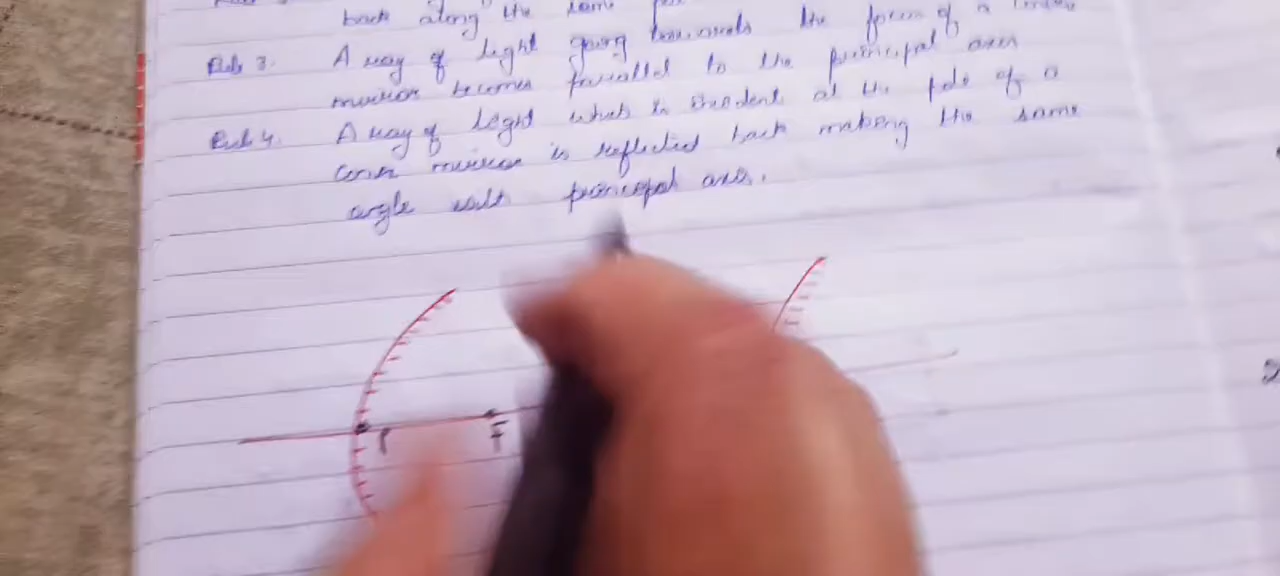 back along the same
Rule 3. A ray of light going towards the focus of a convex
mirror becomes parallel to the principal axis
Rule 4. A ray of light which is incident at the pole of a
convex mirror is reflected back making the same
angle with principal axis.
P
F